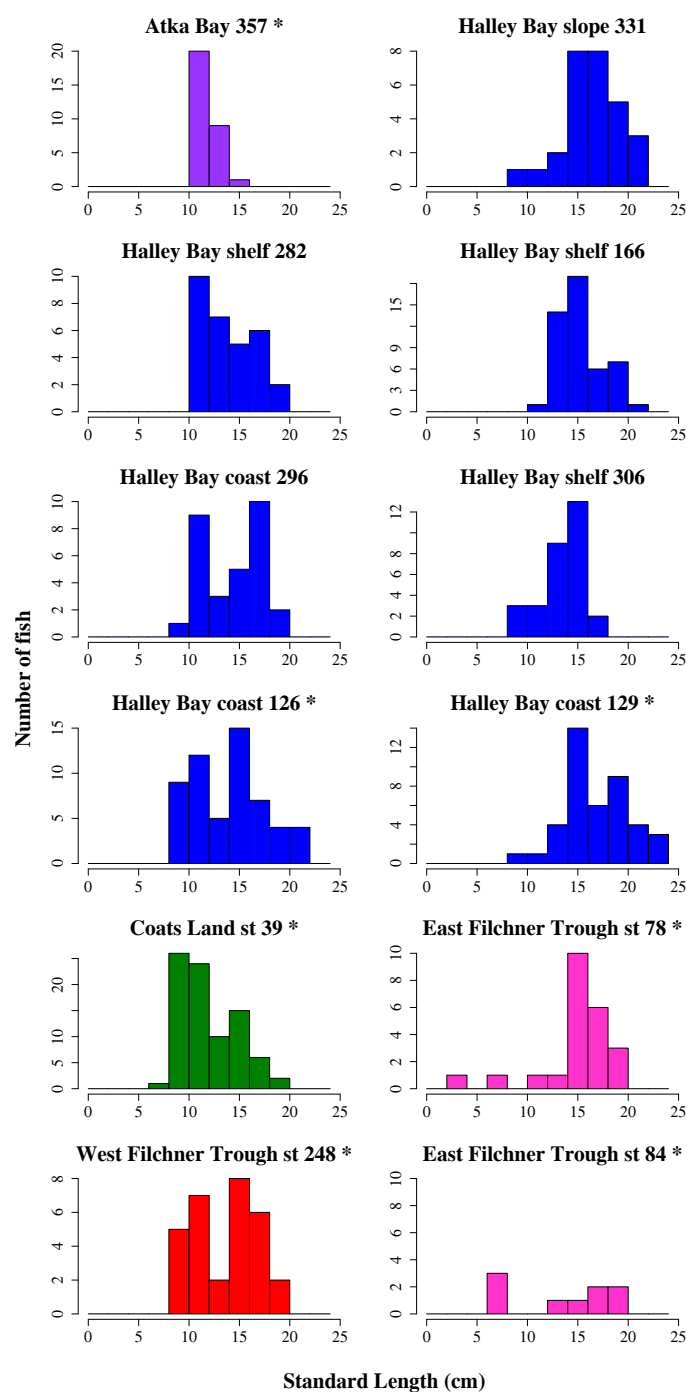 Atka Bay 357 *
0 5 10 15 20
0 5 10 15 20 25
Halley Bay slope 331
0 2 4 6 8
0 5 10 15 20 25
Halley Bay shelf 282
0 2 4 6 8 10
0 5 10 15 20 25
Halley Bay shelf 166
0 3 6 9 15
0 5 10 15 20 25
Halley Bay coast 296
0 2 4 6 8 10
0 5 10 15 20 25
Halley Bay shelf 306
0 2 4 6 8 12
0 5 10 15 20 25
Number of fish
Halley Bay coast 126 *
0 5 10 15
0 5 10 15 20 25
Halley Bay coast 129 *
0 2 4 6 8 12
0 5 10 15 20 25
Coats Land st 39 *
0 5 10 20
0 5 10 15 20 25
East Filchner Trough st 78 *
0 2 4 6 8 10
0 5 10 15 20 25
West Filchner Trough st 248 *
0 2 4 6 8
0 5 10 15 20 25
East Filchner Trough st 84 *
0 2 4 6 8 10
0 5 10 15 20 25
Standard Length (cm)